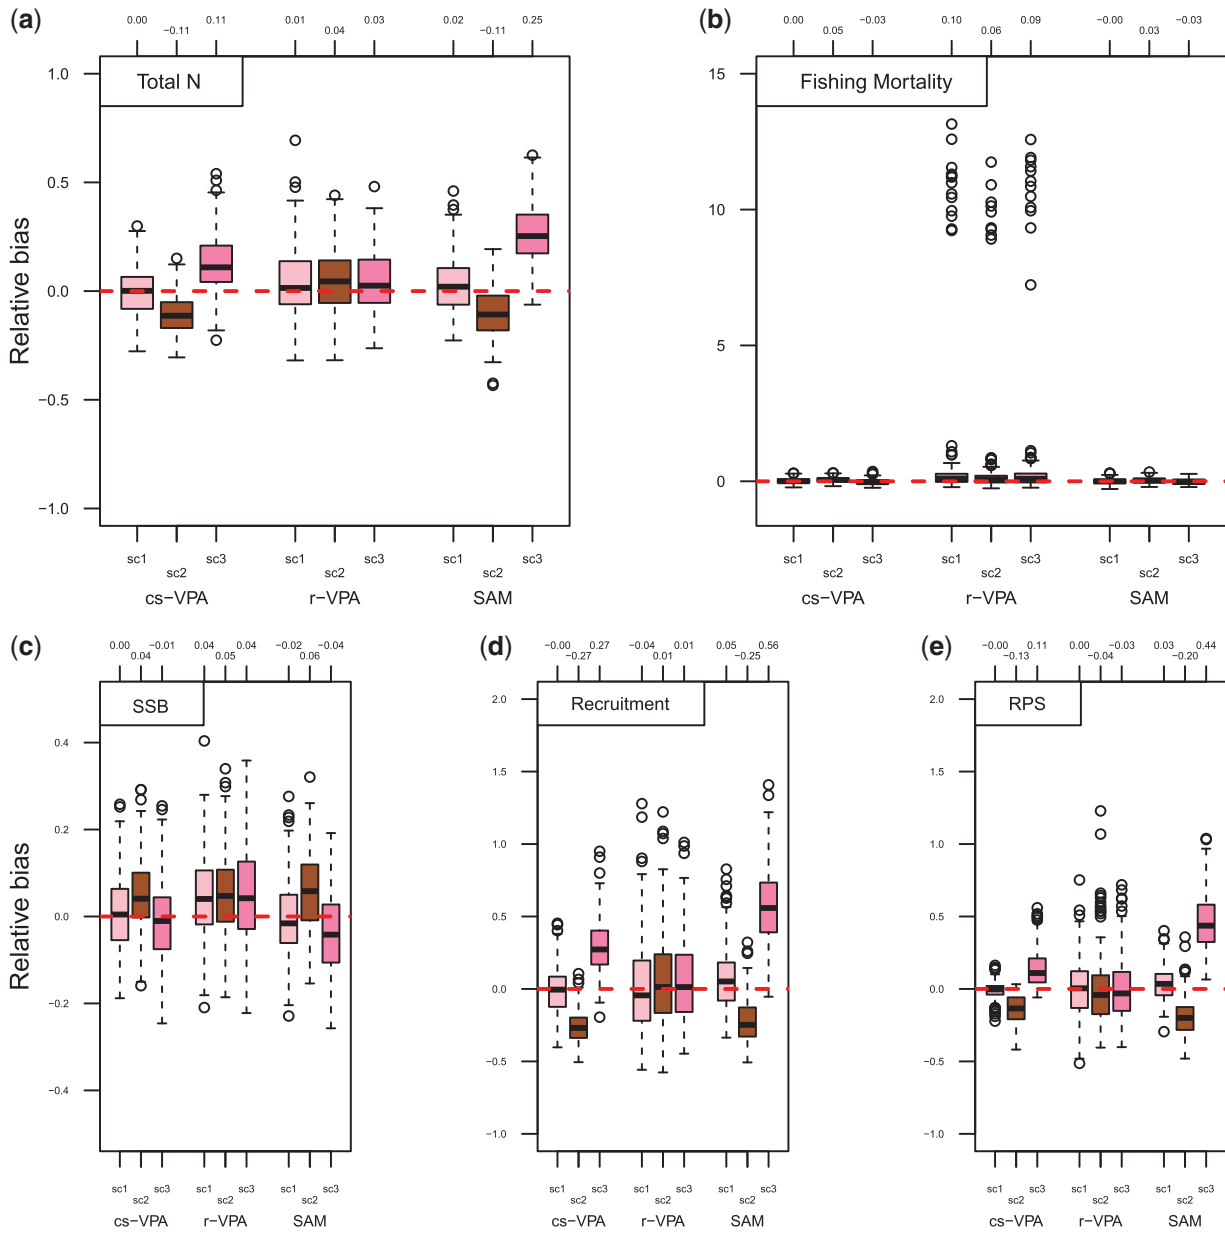 (a)
0.00 0.11 0.01 0.03 0.02 0.25
−0.11 0.04 −0.11
Total N
1.0
0.5
0.0
−0.5
−1.0
Relative bias
sc1 sc3 sc1 sc3 sc1 sc3
sc2 sc2 sc2
cs−VPA r−VPA SAM
(b)
0.00 −0.03 0.10 0.09 −0.00 −0.03
0.05 0.06 0.03
Fishing Mortality
15
10
5
0
sc1 sc3 sc1 sc3 sc1 sc3
sc2 sc2 sc2
cs−VPA r−VPA SAM
(c)
0.00 −0.01 0.04 0.04 −0.02 −0.04
0.04 0.05 0.06
SSB
0.4
0.2
0.0
−0.2
−0.4
Relative bias
sc1 sc3 sc1 sc3 sc1 sc3
sc2 sc2 sc2
cs−VPA r−VPA SAM
(d)
−0.00 0.27 −0.04 0.01 0.05 0.56
−0.27 0.01 −0.25
Recruitment
2.0
1.5
1.0
0.5
0.0
−0.5
−1.0
sc1 sc3 sc1 sc3 sc1 sc3
sc2 sc2 sc2
cs−VPA r−VPA SAM
(e)
−0.00 0.11 0.00 −0.03 0.03 0.44
−0.13 −0.04 −0.20
RPS
2.0
1.5
1.0
0.5
0.0
−0.5
−1.0
sc1 sc3 sc1 sc3 sc1 sc3
sc2 sc2 sc2
cs−VPA r−VPA SAM